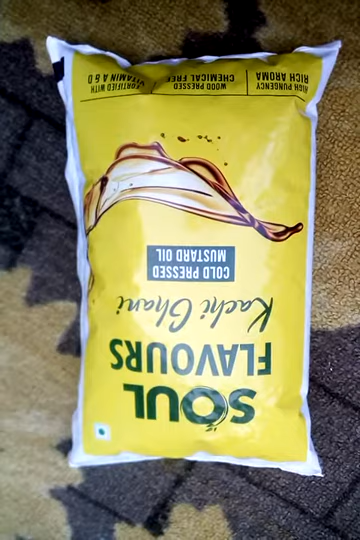 SOUL
FLAVOURS
Kachi Ghani
COLD PRESSED
MUSTARD OIL
HIGH PUNGENCY
RICH AROMA
WOOD PRESSED
CHEMICAL FREE
FORTIFIED WITH
VITAMIN A & D